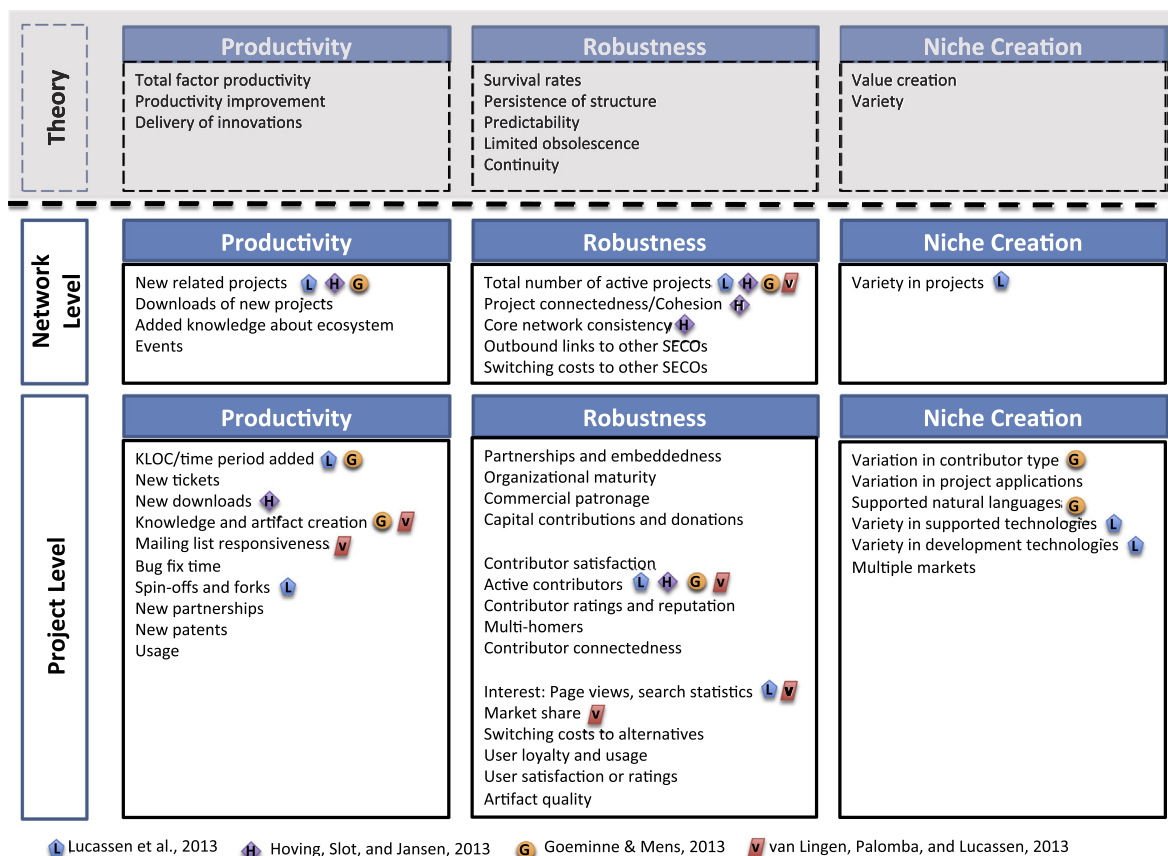 Theory
Productivity
Total factor productivity
Productivity improvement
Delivery of innovations
Robustness
Survival rates
Persistence of structure
Predictability
Limited obsolescence
Continuity
Niche Creation
Value creation
Variety
Network
Level
Productivity
New related projects L H G
Downloads of new projects
Added knowledge about ecosystem
Events
Robustness
Total number of active projects L H G v
Project connectedness/Cohesion H
Core network consistency H
Outbound links to other SECOs
Switching costs to other SECOs
Niche Creation
Variety in projects L
Project Level
Productivity
KLOC/time period added L G
New tickets
New downloads H
Knowledge and artifact creation G v
Mailing list responsiveness v
Bug fix time
Spin-offs and forks L
New partnerships
New patents
Usage
Robustness
Partnerships and embeddedness
Organizational maturity
Commercial patronage
Capital contributions and donations
Contributor satisfaction
Active contributors L H G v
Contributor ratings and reputation
Multi-homers
Contributor connectedness
Interest: Page views, search statistics L v
Market share v
Switching costs to alternatives
User loyalty and usage
User satisfaction or ratings
Artifact quality
Niche Creation
Variation in contributor type G
Variation in project applications
Supported natural languages G
Variety in supported technologies L
Variety in development technologies L
Multiple markets
L Lucassen et al., 2013 H Hoving, Slot, and Jansen, 2013 G Goeminne & Mens, 2013 v van Lingen, Palomba, and Lucassen, 2013